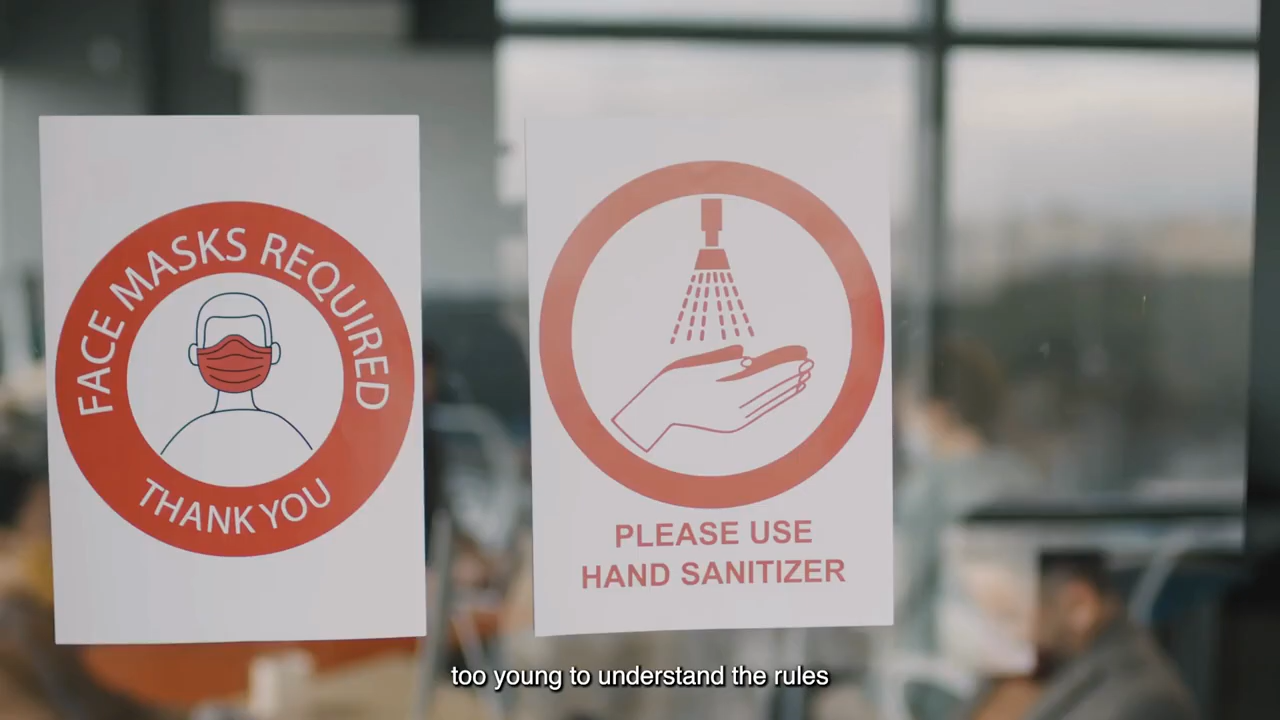 FACE MASKS REQUIRED
THANK YOU
PLEASE USE
HAND SANITIZER
too young to understand the rules